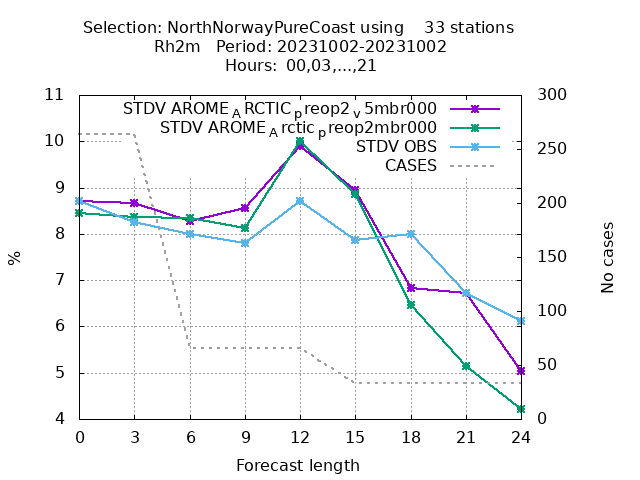 Selection: NorthNorwayPureCoast using    33 stations
Rh2m   Period: 20231002-20231002
Hours:  00,03,...,21
STDV AROME_ARCTIC_preop2_v5mbr000
STDV AROME_Arctic_preop2mbr000
STDV OBS
CASES
11
10
9
8
7
6
5
4
%
300
250
200
150
100
50
0
No cases
0 3 6 9 12 15 18 21 24
Forecast length